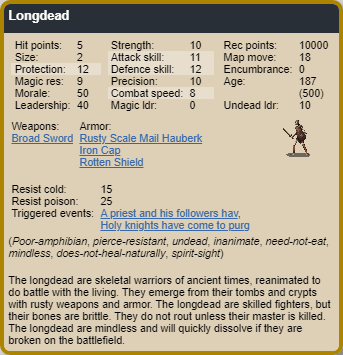 Longdead
Hit points: 5 Strength: 10 Rec points: 10000
Size: 2 Attack skill: 11 Map move: 18
Protection: 12 Defence skill: 12 Encumbrance: 0
Magic res: 9 Precision: 10 Age: 187
Morale: 50 Combat speed: 8 (500)
Leadership: 40 Magic ldr: 0 Undead ldr: 10
Weapons: Armor:
Broad Sword Rusty Scale Mail Hauberk
Iron Cap
Rotten Shield
Resist cold: 15
Resist poison: 25
Triggered events: A priest and his followers hav,
Holy knights have come to purg
(Poor-amphibian, pierce-resistant, undead, inanimate, need-not-eat,
mindless, does-not-heal-naturally, spirit-sight)
The longdead are skeletal warriors of ancient times, reanimated to
do battle with the living. They emerge from their tombs and crypts
with rusty weapons and armor. The longdead are skilled fighters, but
their bones are brittle. They do not rout unless their master is killed.
The longdead are mindless and will quickly dissolve if they are
broken on the battlefield.